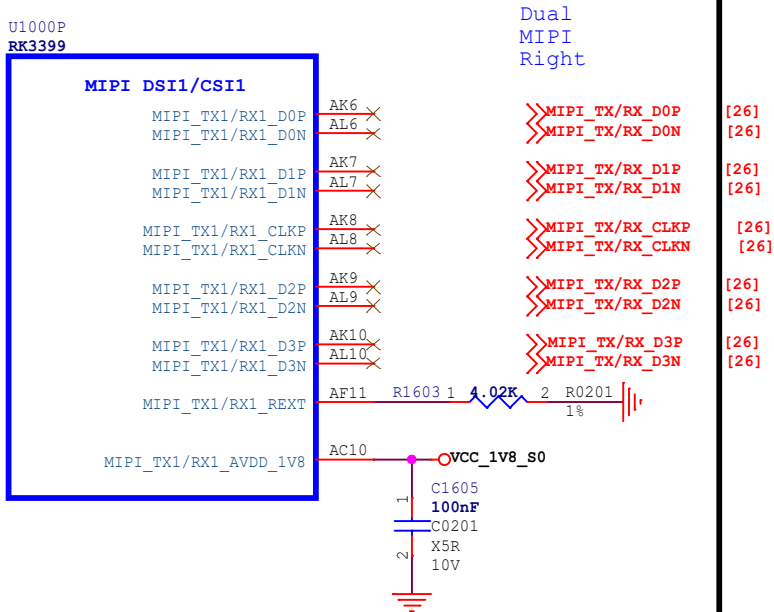 Dual
MIPI
Right
U1000P
RK3399
MIPI DSI1/CSI1
MIPI_TX1/RX1_D0P AK6 MIPI_TX/RX_D0P [26]
MIPI_TX1/RX1_D0N AL6 MIPI_TX/RX_D0N [26]
MIPI_TX1/RX1_D1P AK7 MIPI_TX/RX_D1P [26]
MIPI_TX1/RX1_D1N AL7 MIPI_TX/RX_D1N [26]
MIPI_TX1/RX1_CLKP AK8 MIPI_TX/RX_CLKP [26]
MIPI_TX1/RX1_CLKN AL8 MIPI_TX/RX_CLKN [26]
MIPI_TX1/RX1_D2P AK9 MIPI_TX/RX_D2P [26]
MIPI_TX1/RX1_D2N AL9 MIPI_TX/RX_D2N [26]
MIPI_TX1/RX1_D3P AK10 MIPI_TX/RX_D3P [26]
MIPI_TX1/RX1_D3N AL10 MIPI_TX/RX_D3N [26]
MIPI_TX1/RX1_REXT AF11 R1603 1 4.02K 2 R0201
1%
MIPI_TX1/RX1_AVDD_1V8 AC10 VCC_1V8_S0
1 C1605
100nF
C0201
2 X5R
10V